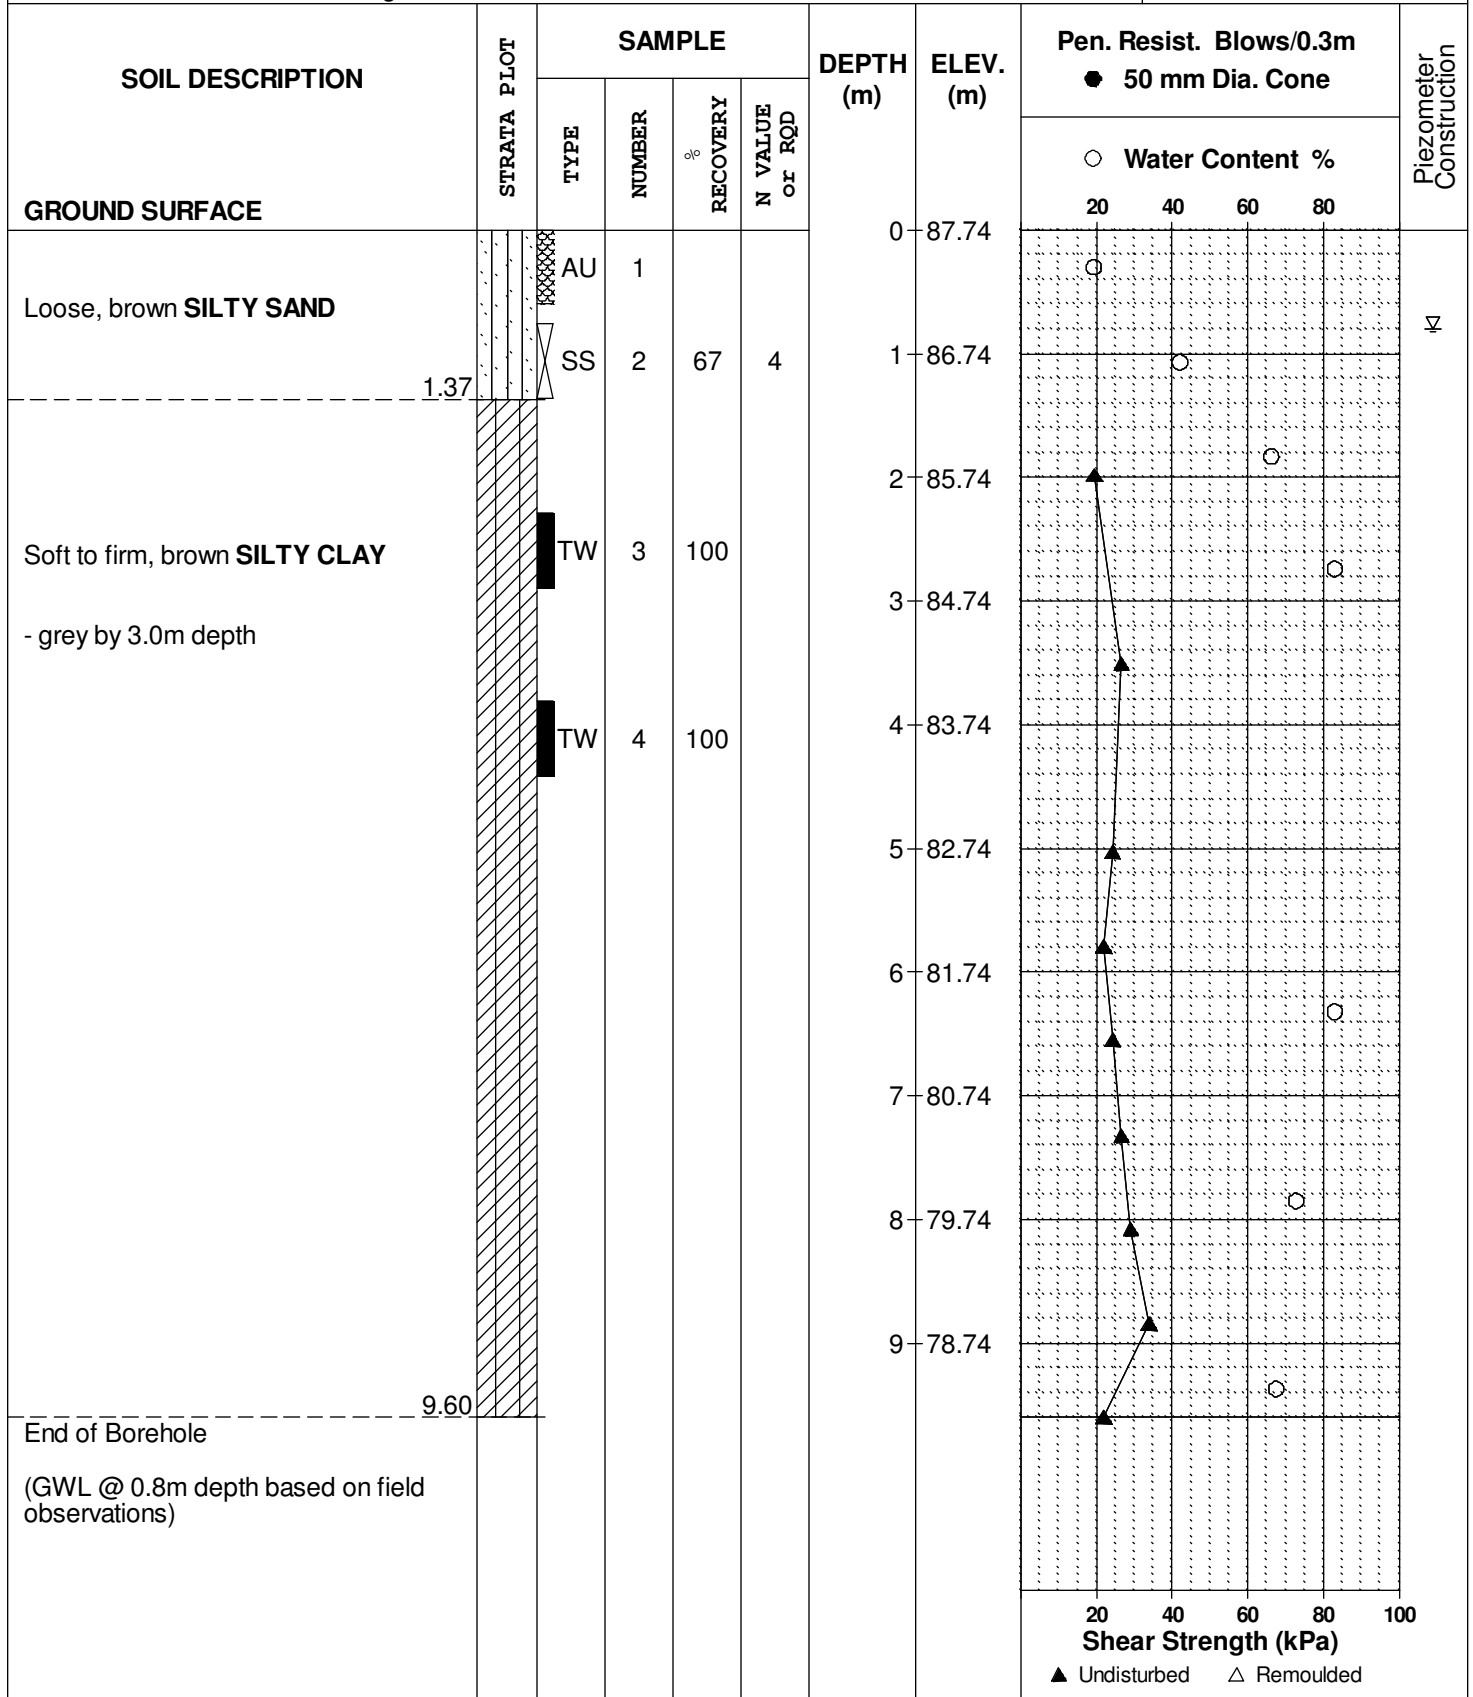 SOIL DESCRIPTION
GROUND SURFACE
STRATA PLOT
SAMPLE
TYPE
NUMBER
%
RECOVERY
N VALUE
or RQD
DEPTH
(m)
ELEV.
(m)
Pen. Resist. Blows/0.3m
50 mm Dia. Cone
Water Content %
20 40 60 80
Piezometer
Construction
0 87.74
AU 1
Loose, brown SILTY SAND
1 86.74
SS 2 67 4
1.37
2 85.74
Soft to firm, brown SILTY CLAY
TW 3 100
3 84.74
- grey by 3.0m depth
4 83.74
TW 4 100
5 82.74
6 81.74
7 80.74
8 79.74
9 78.74
9.60
End of Borehole
(GWL @ 0.8m depth based on field
observations)
20 40 60 80 100
Shear Strength (kPa)
Undisturbed Remoulded